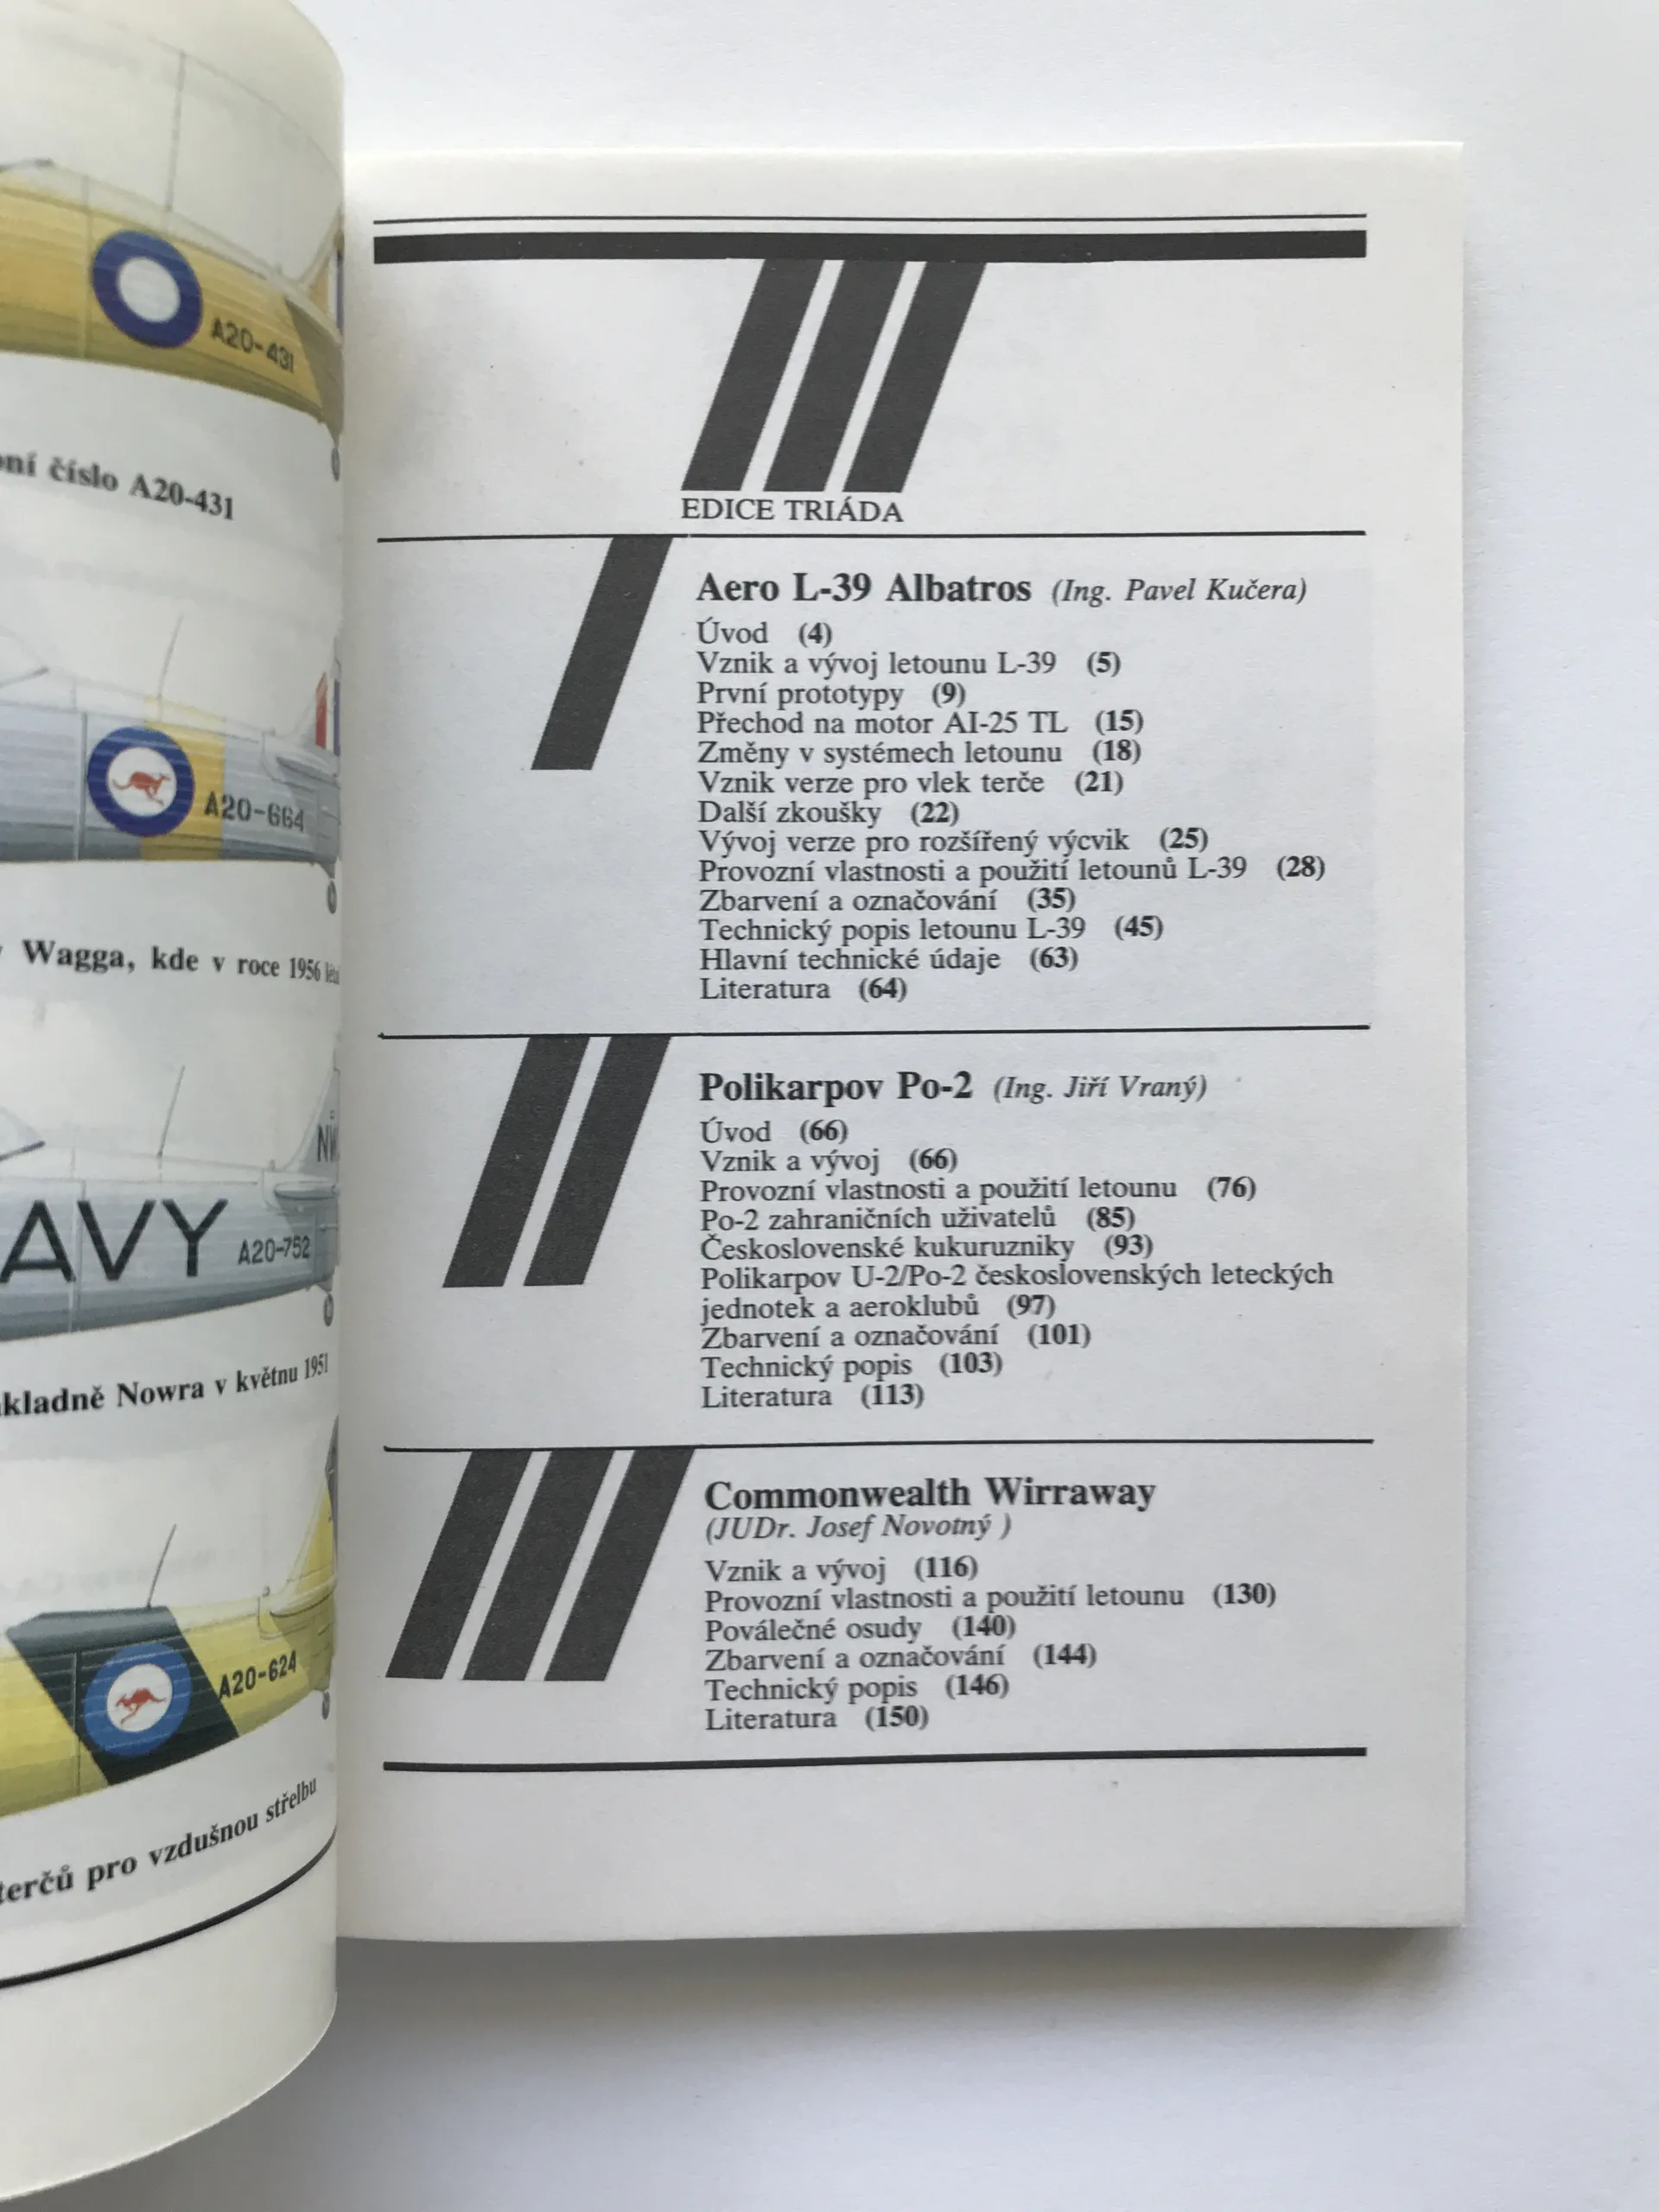 A20-431
ní číslo A20-431
A20-664
Wagga, kde v roce 1956
AVY A20-752
kladně Nowra v květnu 1951
A20-624
terčů pro vzdušnou střelbu
EDICE TRIÁDA
Aero L-39 Albatros (Ing. Pavel Kučera)
Úvod (4)
Vznik a vývoj letounu L-39 (5)
První prototypy (9)
Přechod na motor AI-25 TL (15)
Změny v systémech letounu (18)
Vznik verze pro vlek terče (21)
Další zkoušky (22)
Vývoj verze pro rozšířený výcvik (25)
Provozní vlastnosti a použití letounů L-39 (28)
Zbarvení a označování (35)
Technický popis letounu L-39 (45)
Hlavní technické údaje (63)
Literatura (64)
Polikarpov Po-2 (Ing. Jiří Vraný)
Úvod (66)
Vznik a vývoj (66)
Provozní vlastnosti a použití letounu (76)
Po-2 zahraničních uživatelů (85)
Československé kukuruzniky (93)
Polikarpov U-2/Po-2 československých leteckých
jednotek a aeroklubů (97)
Zbarvení a označování (101)
Technický popis (103)
Literatura (113)
Commonwealth Wirraway
(JUDr. Josef Novotný )
Vznik a vývoj (116)
Provozní vlastnosti a použití letounu (130)
Poválečné osudy (140)
Zbarvení a označování (144)
Technický popis (146)
Literatura (150)